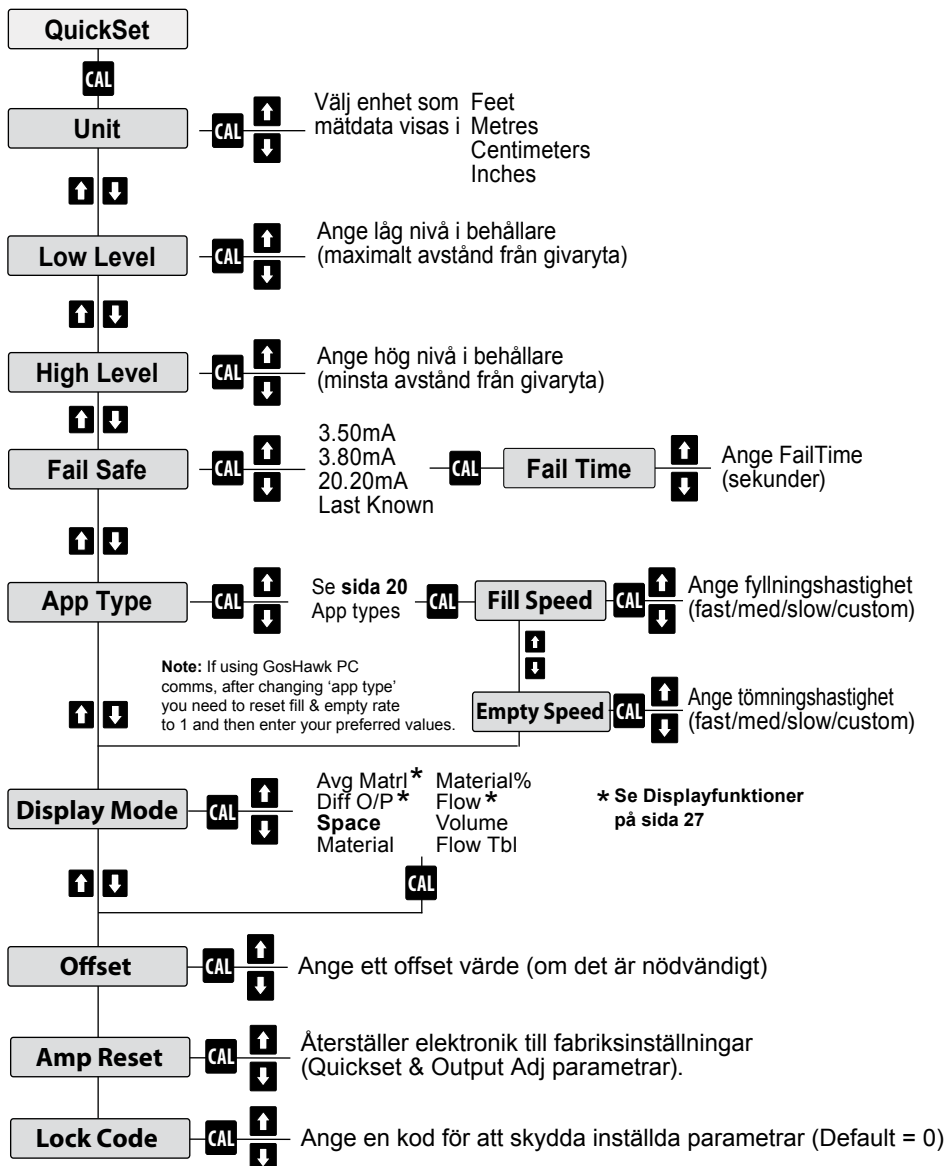 QuickSet
CAL
Unit
CAL
Välj enhet som Feet
mätdata visas i Metres
Centimeters
Inches
Low Level
CAL
Ange låg nivå i behållare
(maximalt avstånd från givaryta)
High Level
CAL
Ange hög nivå i behållare
(minsta avstånd från givaryta)
Fail Safe
CAL
3.50mA
3.80mA
20.20mA
Last Known
CAL
Fail Time
Ange FailTime
(sekunder)
App Type
CAL
Se sida 20
App types
CAL
Fill Speed
CAL
Ange fyllningshastighet
(fast/med/slow/custom)
Note: If using GosHawk PC
comms, after changing ‘app type’
you need to reset fill & empty rate
to 1 and then enter your preferred values.
Empty Speed
CAL
Ange tömningshastighet
(fast/med/slow/custom)
Display Mode
CAL
Avg Matrl* Material%
Diff O/P* Flow*
Space Volume
Material Flow Tbl
* Se Displayfunktioner
på sida 27
CAL
Offset
CAL
Ange ett offset värde (om det är nödvändigt)
Amp Reset
CAL
Återställer elektronik till fabriksinställningar
(Quickset & Output Adj parametrar).
Lock Code
CAL
Ange en kod för att skydda inställda parametrar (Default = 0)